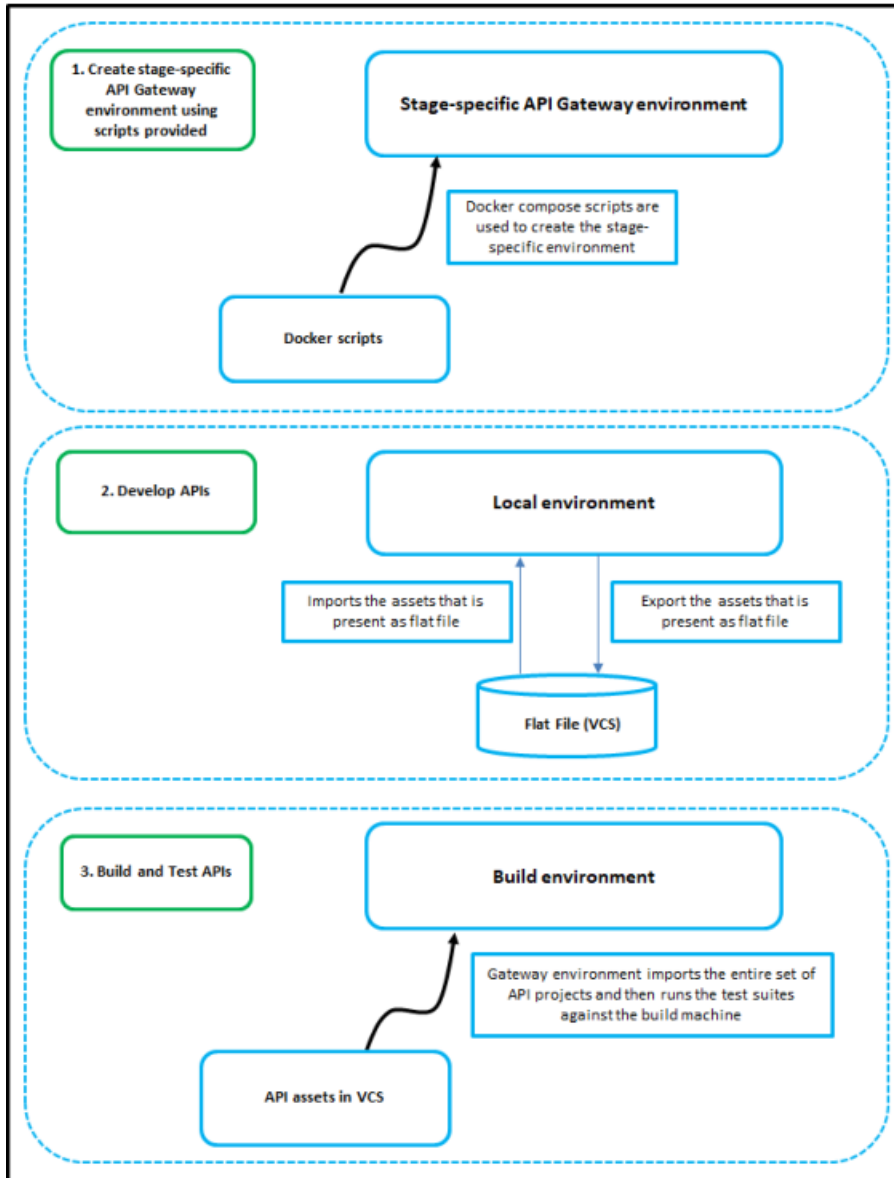 1. Create stage-specific
API Gateway
environment using
scripts provided
Stage-specific API Gateway environment
Docker compose scripts are
used to create the stage-
specific environment
Docker scripts
2. Develop APIs
Local environment
Imports the assets that is
present as flat file
Export the assets that is
present as flat file
Flat File (VCS)
3. Build and Test APIs
Build environment
Gateway environment imports the entire set of
API projects and then runs the test suites
against the build machine
API assets in VCS